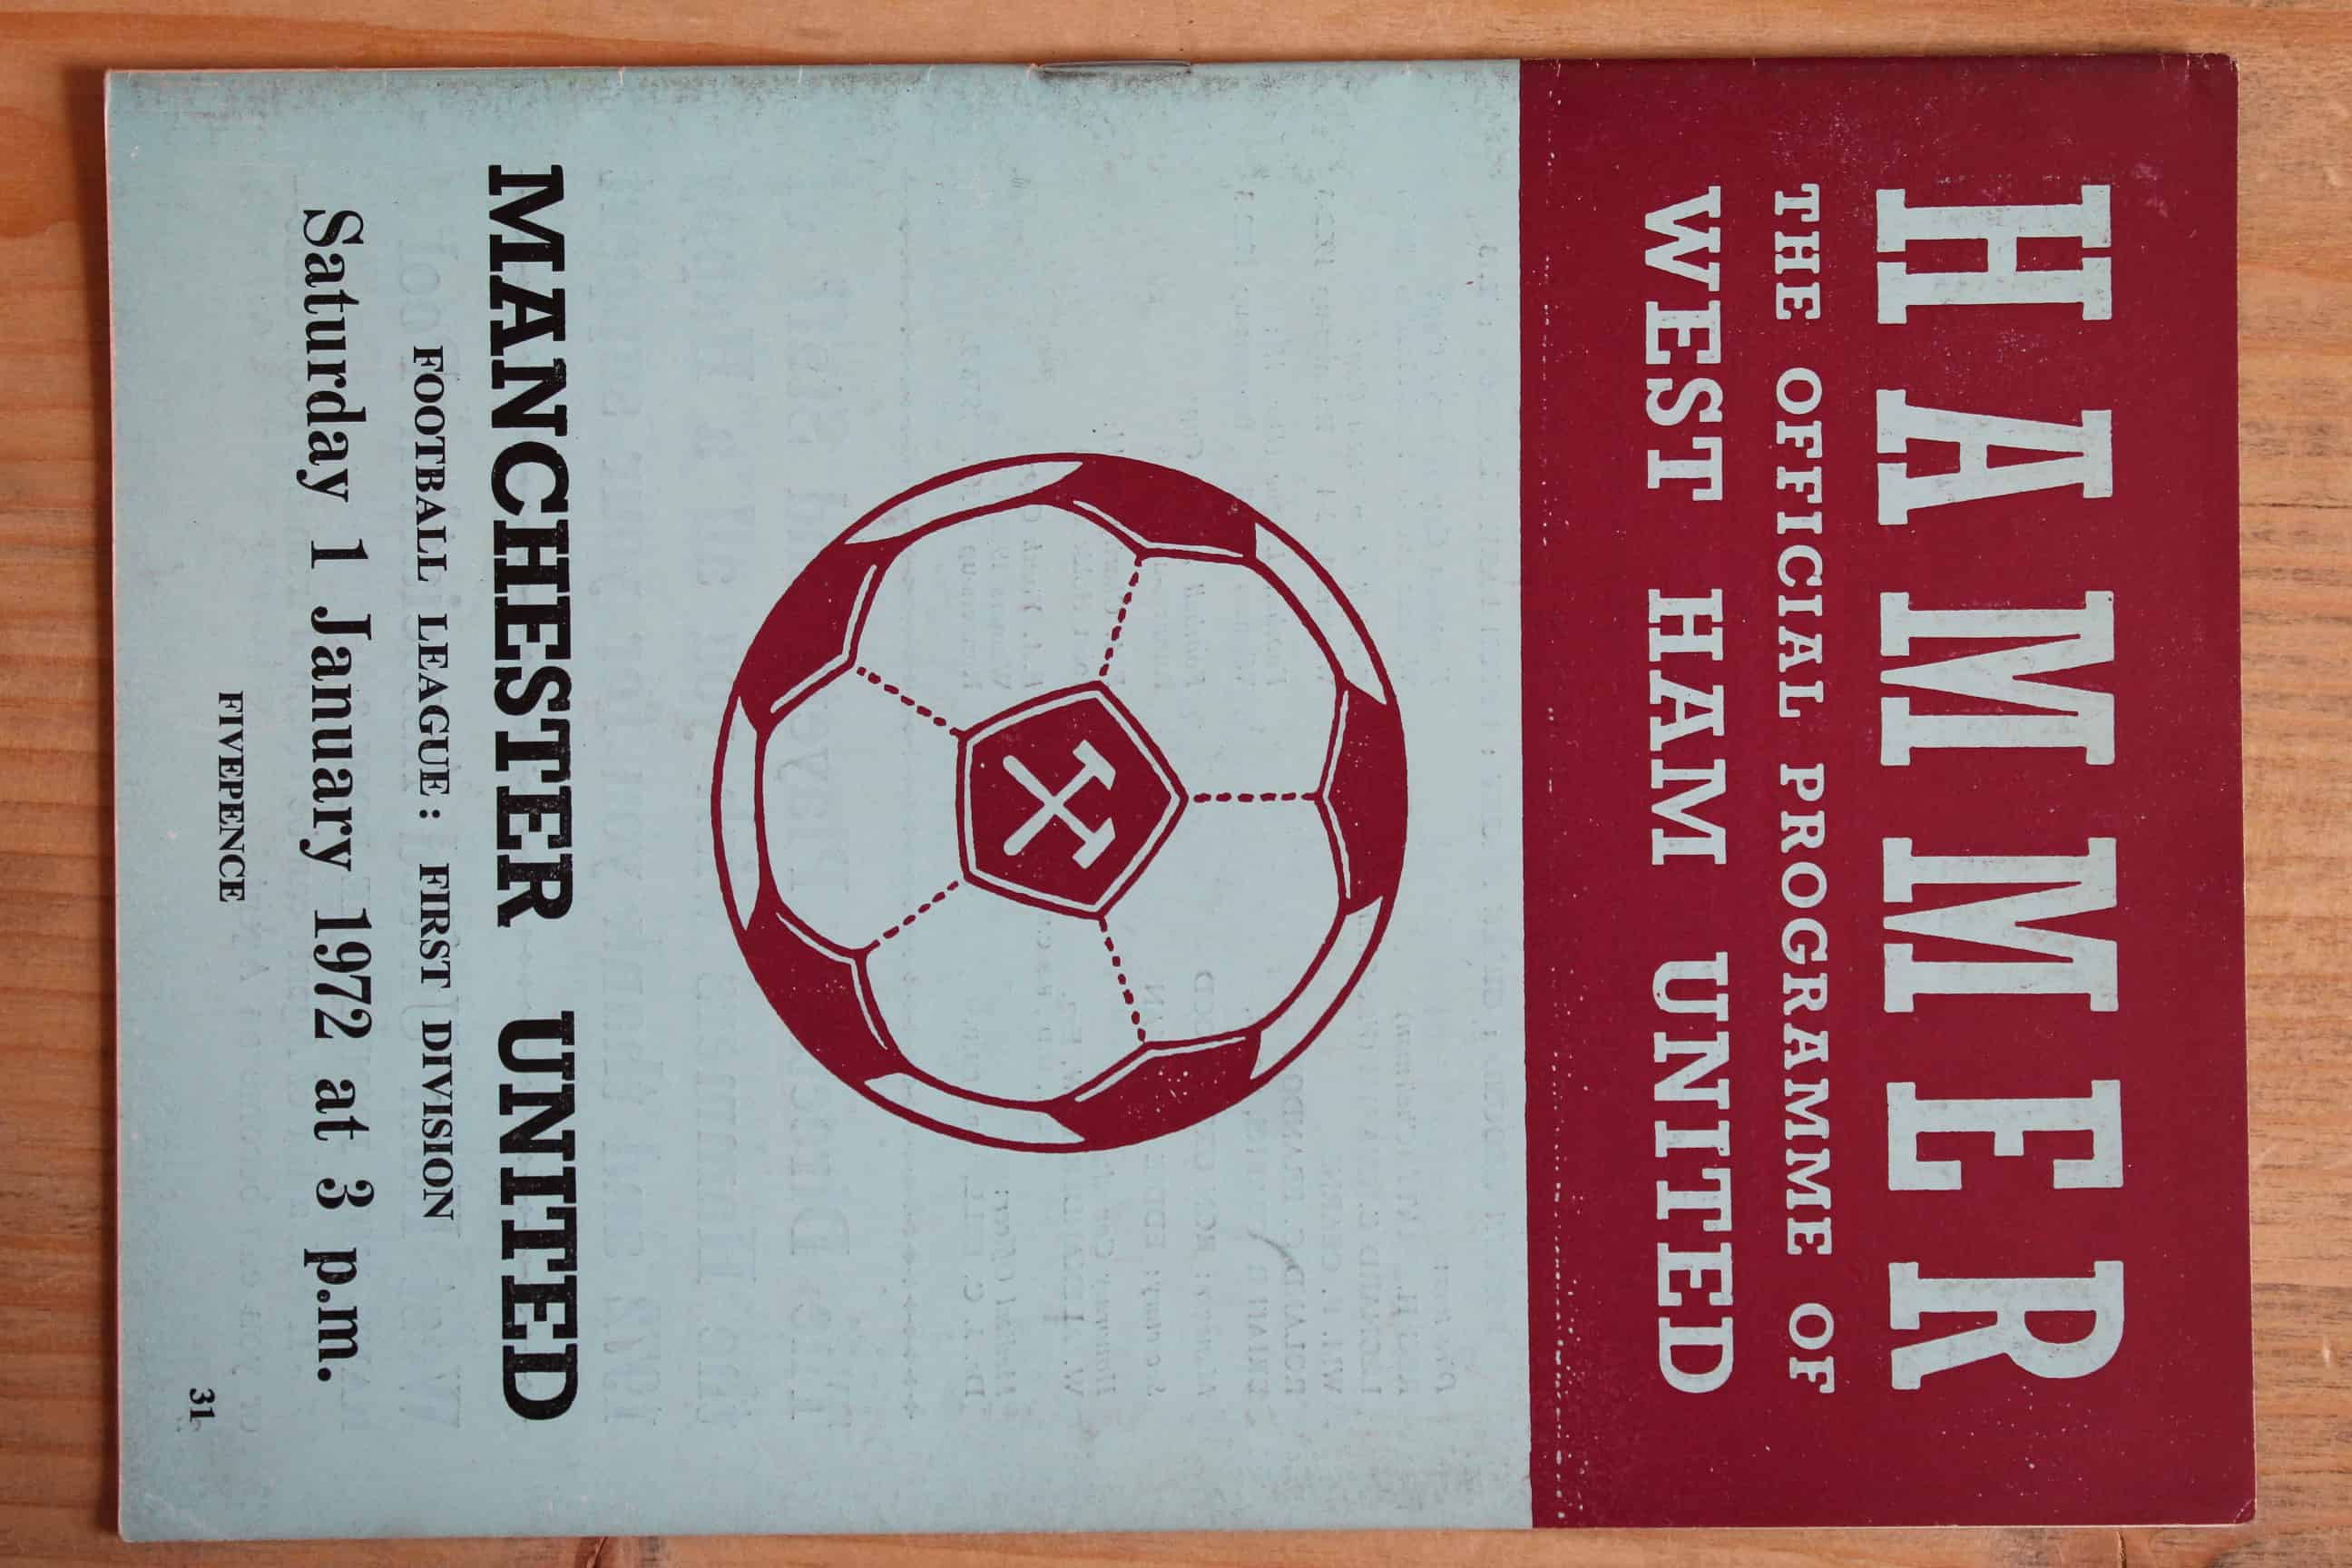 HAMMER
THE OFFICIAL PROGRAMME OF
WEST HAM UNITED
MANCHESTER UNITED
FOOTBALL LEAGUE: FIRST DIVISION
Saturday 1 January 1972 at 3 p.m.
FIVEPENCE
31